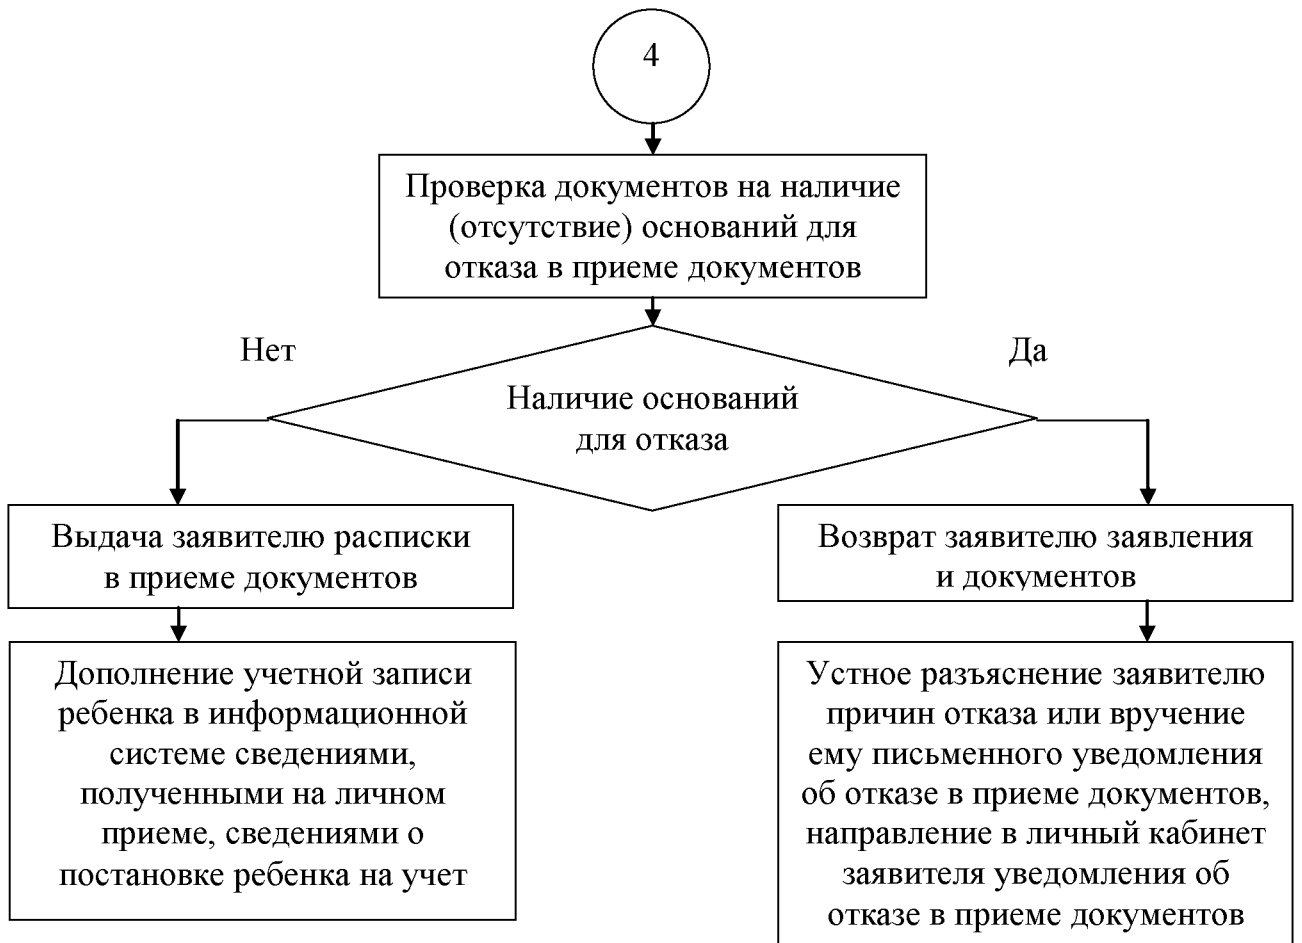 4
Проверка документов на наличие
(отсутствие) оснований для
отказа в приеме документов
Нет
Да
Наличие оснований
для отказа
Выдача заявителю расписки
в приеме документов
Возврат заявителю заявления
и документов
Дополнение учетной записи
ребенка в информационной
системе сведениями,
полученными на личном
приеме, сведениями о
постановке ребенка на учет
Устное разъяснение заявителю
причин отказа или вручение
ему письменного уведомления
об отказе в приеме документов,
направление в личный кабинет
заявителя уведомления об
отказе в приеме документов